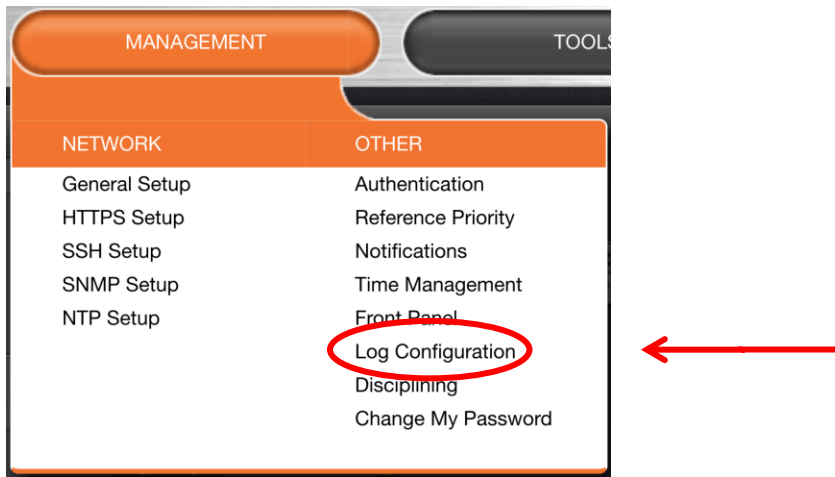 MANAGEMENT
TOOLS
NETWORK
General Setup
HTTPS Setup
SSH Setup
SNMP Setup
NTP Setup
OTHER
Authentication
Reference Priority
Notifications
Time Management
Front Panel
Log Configuration
Disciplining
Change My Password